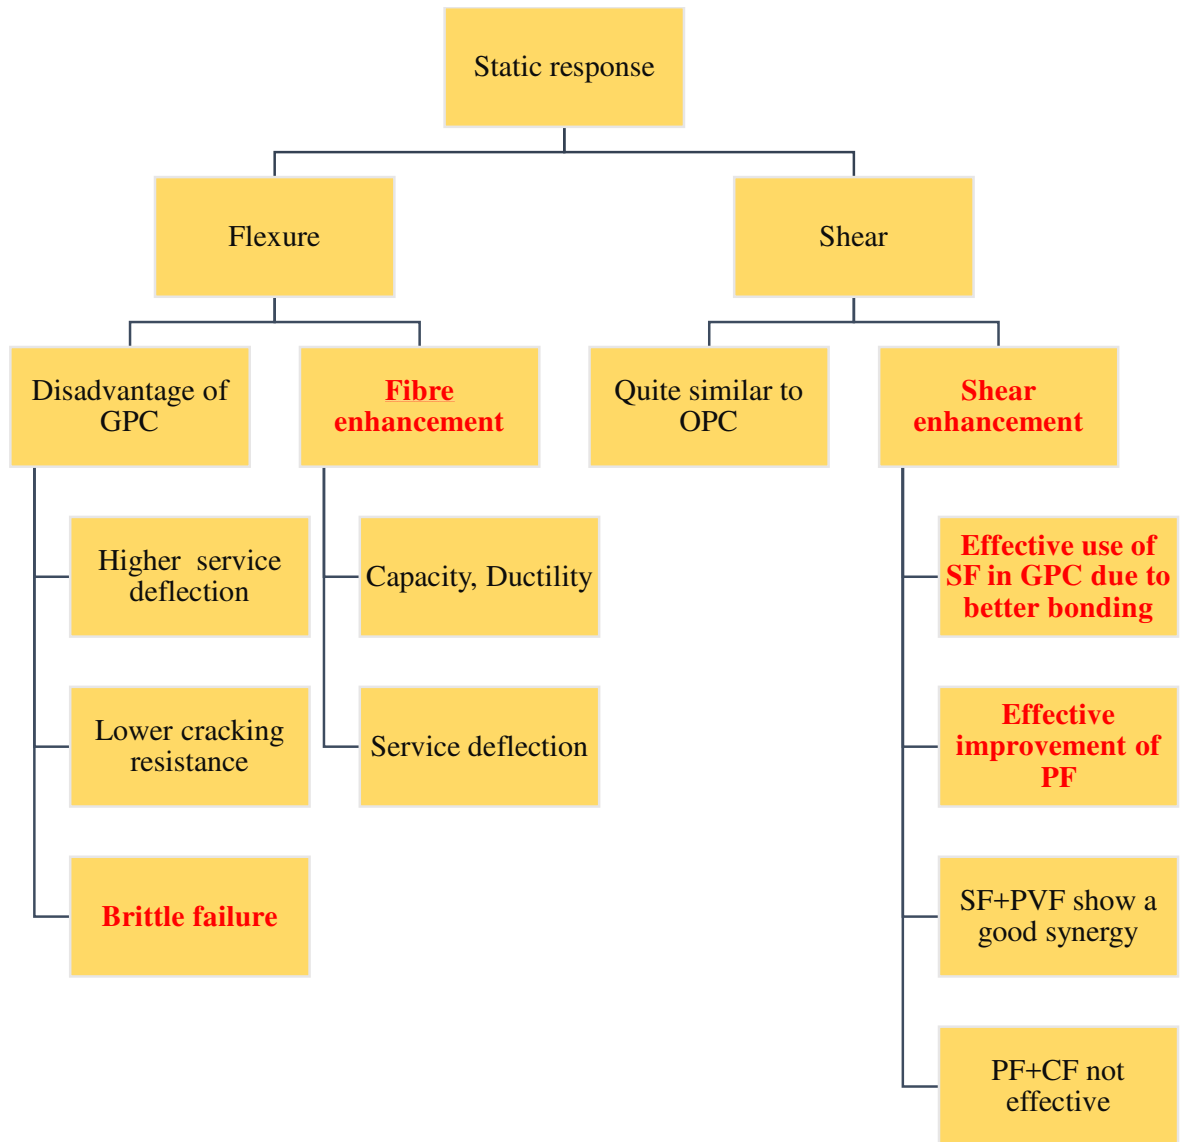 Static response
Flexure
Shear
Disadvantage of
GPC
Fibre
enhancement
Quite similar to
OPC
Shear
enhancement
Higher service
deflection
Capacity, Ductility
Effective use of
SF in GPC due to
better bonding
Lower cracking
resistance
Service deflection
Effective
improvement of
PF
Brittle failure
SF+PVF show a
good synergy
PF+CF not
effective